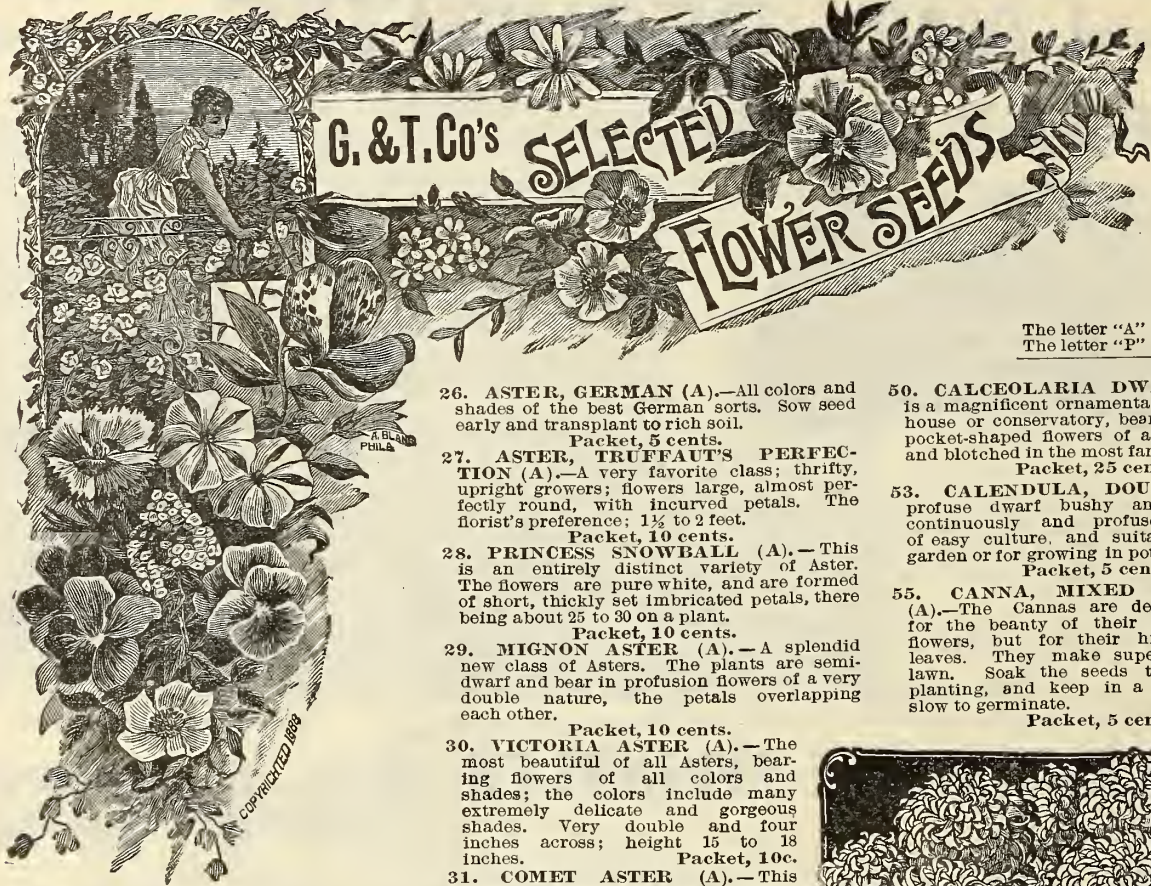 G. & T. Co's SELECTED
FLOWER SEEDS
A. BLANC
PHILA
COPYRIGHTED 1888
The letter "A"
The letter "P"
26. ASTER, GERMAN (A).—All colors and
shades of the best German sorts. Sow seed
early and transplant to rich soil.
Packet, 5 cents.
27. ASTER, TRUFFAUT'S PERFEC-
TION (A).—A very favorite class; thrifty,
upright growers; flowers large, almost per-
fectly round, with incurved petals. The
florist's preference; 1½ to 2 feet.
Packet, 10 cents.
28. PRINCESS SNOWBALL (A).—This
is an entirely distinct variety of Aster.
The flowers are pure white, and are formed
of short, thickly set imbricated petals, there
being about 25 to 30 on a plant.
Packet, 10 cents.
29. MIGNON ASTER (A).—A splendid
new class of Asters. The plants are semi-
dwarf and bear in profusion flowers of a very
double nature, the petals overlapping
each other.
Packet, 10 cents.
30. VICTORIA ASTER (A).—The
most beautiful of all Asters, bear-
ing flowers of all colors and
shades; the colors include many
extremely delicate and gorgeous
shades. Very double and four
inches across; height 15 to 18
inches. Packet, 10c.
31. COMET ASTER (A).—This
50. CALCEOLARIA DW
is a magnificent ornamenta
house or conservatory, bear
pocket-shaped flowers of a
and blotched in the most fan
Packet, 25 cen
53. CALENDULA, DOU
profuse dwarf bushy an
continuously and profus
of easy culture, and suita
garden or for growing in pot
Packet, 5 cen
55. CANNA, MIXED
(A).—The Cannas are de
for the beanty of their
flowers, but for their h
leaves. They make supe
lawn. Soak the seeds t
planting, and keep in a
slow to germinate.
Packet, 5 cen